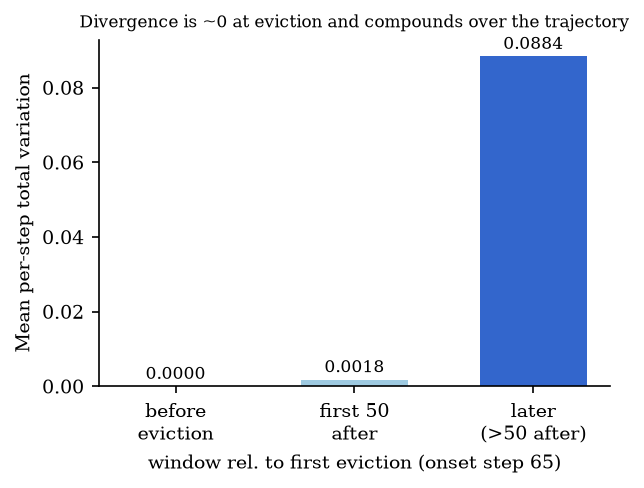 Divergence is ~0 at eviction and compounds over the trajectory
Mean per-step total variation
0.08
0.06
0.04
0.02
0.00
0.0000
0.0018
0.0884
before
eviction
first 50
after
later
(>50 after)
window rel. to first eviction (onset step 65)